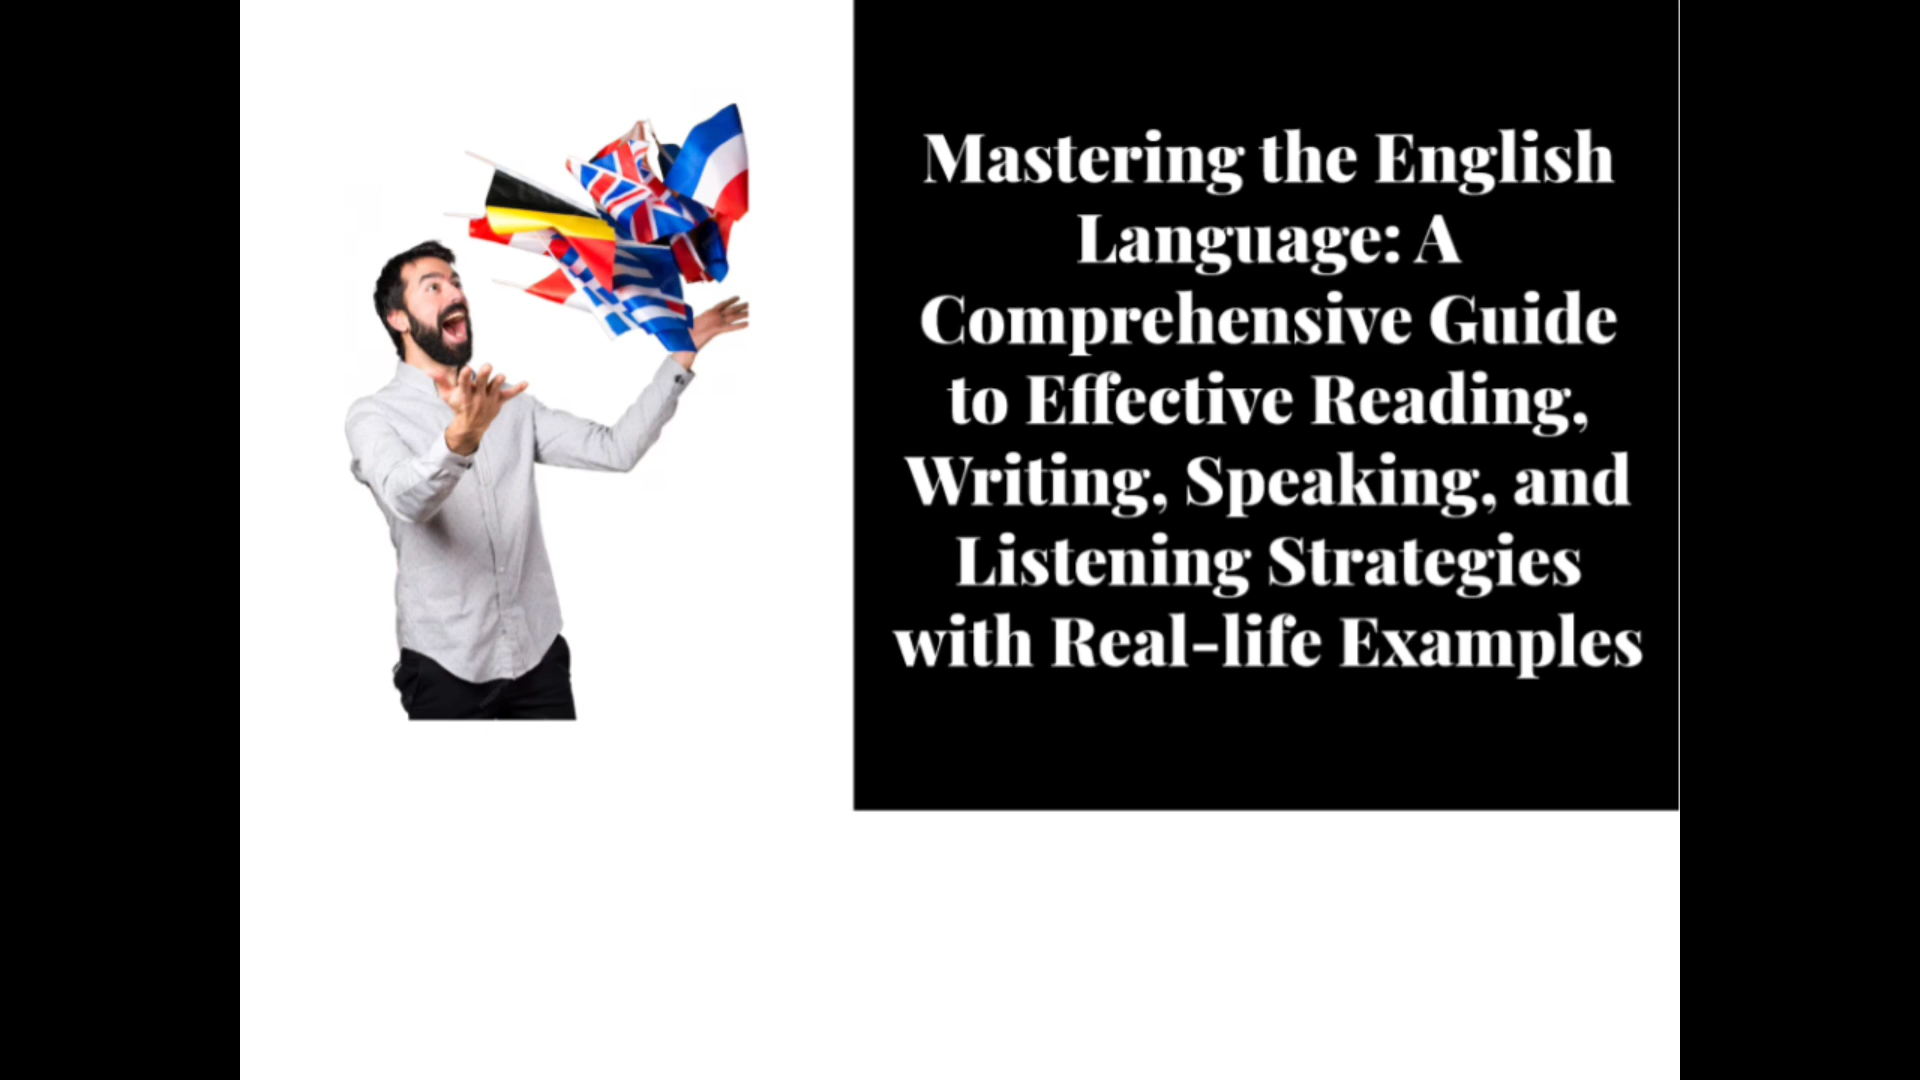 Mastering the English
Language: A
Comprehensive Guide
to Effective Reading,
Writing, Speaking, and
Listening Strategies
with Real-life Examples